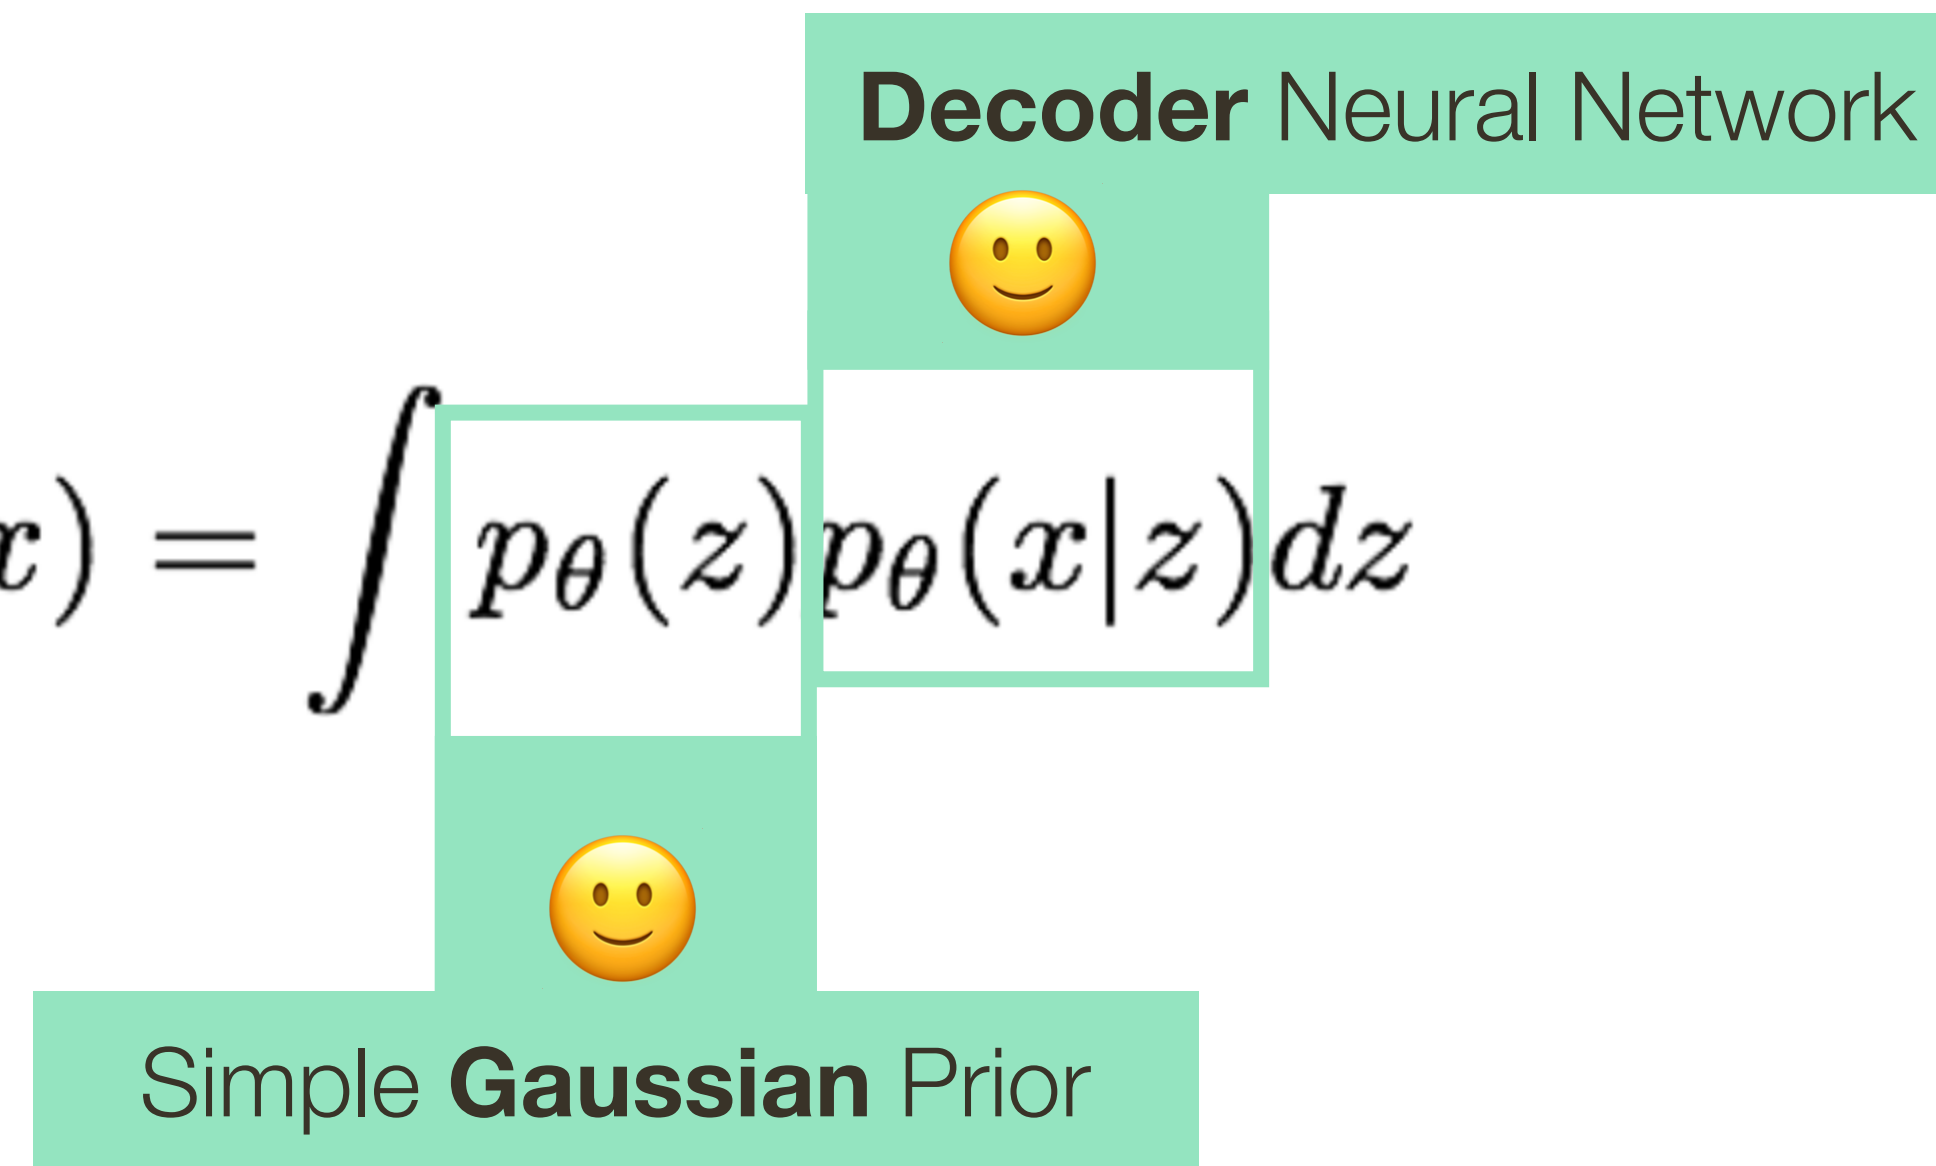 Decoder Neural Network
x) = ∫ pθ(z)pθ(x|z)dz
Simple Gaussian Prior